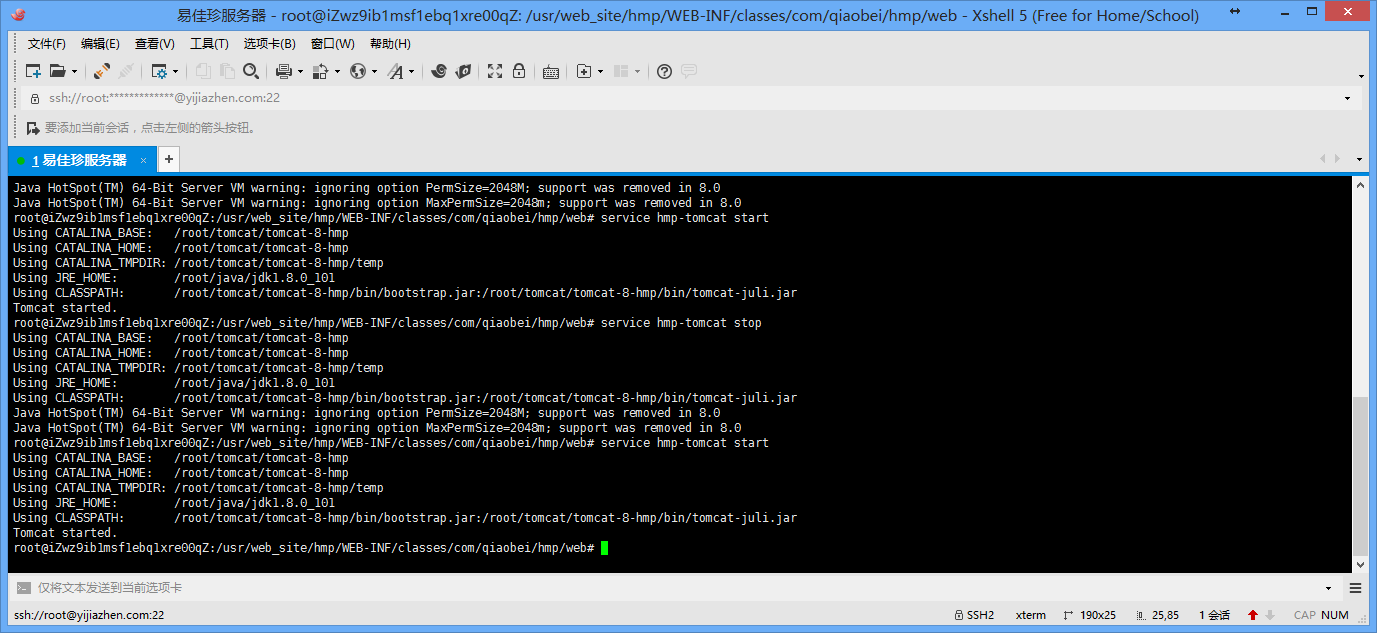 易佳珍服务器 - root@iZwz9ib1msf1ebq1xre00qZ: /usr/web_site/hmp/WEB-INF/classes/com/qiaobei/hmp/web - Xshell 5 (Free for Home/School)
文件(F) 编辑(E) 查看(V) 工具(T) 选项卡(B) 窗口(W) 帮助(H)
ssh://root:*************@yijiazhen.com:22
要添加当前会话，点击左侧的箭头按钮。
1 易佳珍服务器 × +
Java HotSpot(TM) 64-Bit Server VM warning: ignoring option PermSize=2048M; support was removed in 8.0
Java HotSpot(TM) 64-Bit Server VM warning: ignoring option MaxPermSize=2048m; support was removed in 8.0
root@iZwz9ib1msf1ebq1xre00qZ:/usr/web_site/hmp/WEB-INF/classes/com/qiaobei/hmp/web# service hmp-tomcat start
Using CATALINA_BASE:   /root/tomcat/tomcat-8-hmp
Using CATALINA_HOME:   /root/tomcat/tomcat-8-hmp
Using CATALINA_TMPDIR: /root/tomcat/tomcat-8-hmp/temp
Using JRE_HOME:        /root/java/jdk1.8.0_101
Using CLASSPATH:       /root/tomcat/tomcat-8-hmp/bin/bootstrap.jar:/root/tomcat/tomcat-8-hmp/bin/tomcat-juli.jar
Tomcat started.
root@iZwz9ib1msf1ebq1xre00qZ:/usr/web_site/hmp/WEB-INF/classes/com/qiaobei/hmp/web# service hmp-tomcat stop
Using CATALINA_BASE:   /root/tomcat/tomcat-8-hmp
Using CATALINA_HOME:   /root/tomcat/tomcat-8-hmp
Using CATALINA_TMPDIR: /root/tomcat/tomcat-8-hmp/temp
Using JRE_HOME:        /root/java/jdk1.8.0_101
Using CLASSPATH:       /root/tomcat/tomcat-8-hmp/bin/bootstrap.jar:/root/tomcat/tomcat-8-hmp/bin/tomcat-juli.jar
Java HotSpot(TM) 64-Bit Server VM warning: ignoring option PermSize=2048M; support was removed in 8.0
Java HotSpot(TM) 64-Bit Server VM warning: ignoring option MaxPermSize=2048m; support was removed in 8.0
root@iZwz9ib1msf1ebq1xre00qZ:/usr/web_site/hmp/WEB-INF/classes/com/qiaobei/hmp/web# service hmp-tomcat start
Using CATALINA_BASE:   /root/tomcat/tomcat-8-hmp
Using CATALINA_HOME:   /root/tomcat/tomcat-8-hmp
Using CATALINA_TMPDIR: /root/tomcat/tomcat-8-hmp/temp
Using JRE_HOME:        /root/java/jdk1.8.0_101
Using CLASSPATH:       /root/tomcat/tomcat-8-hmp/bin/bootstrap.jar:/root/tomcat/tomcat-8-hmp/bin/tomcat-juli.jar
Tomcat started.
root@iZwz9ib1msf1ebq1xre00qZ:/usr/web_site/hmp/WEB-INF/classes/com/qiaobei/hmp/web#
仅将文本发送到当前选项卡
ssh://root@yijiazhen.com:22 SSH2 xterm 190x25 25,85 1 会话 CAP NUM